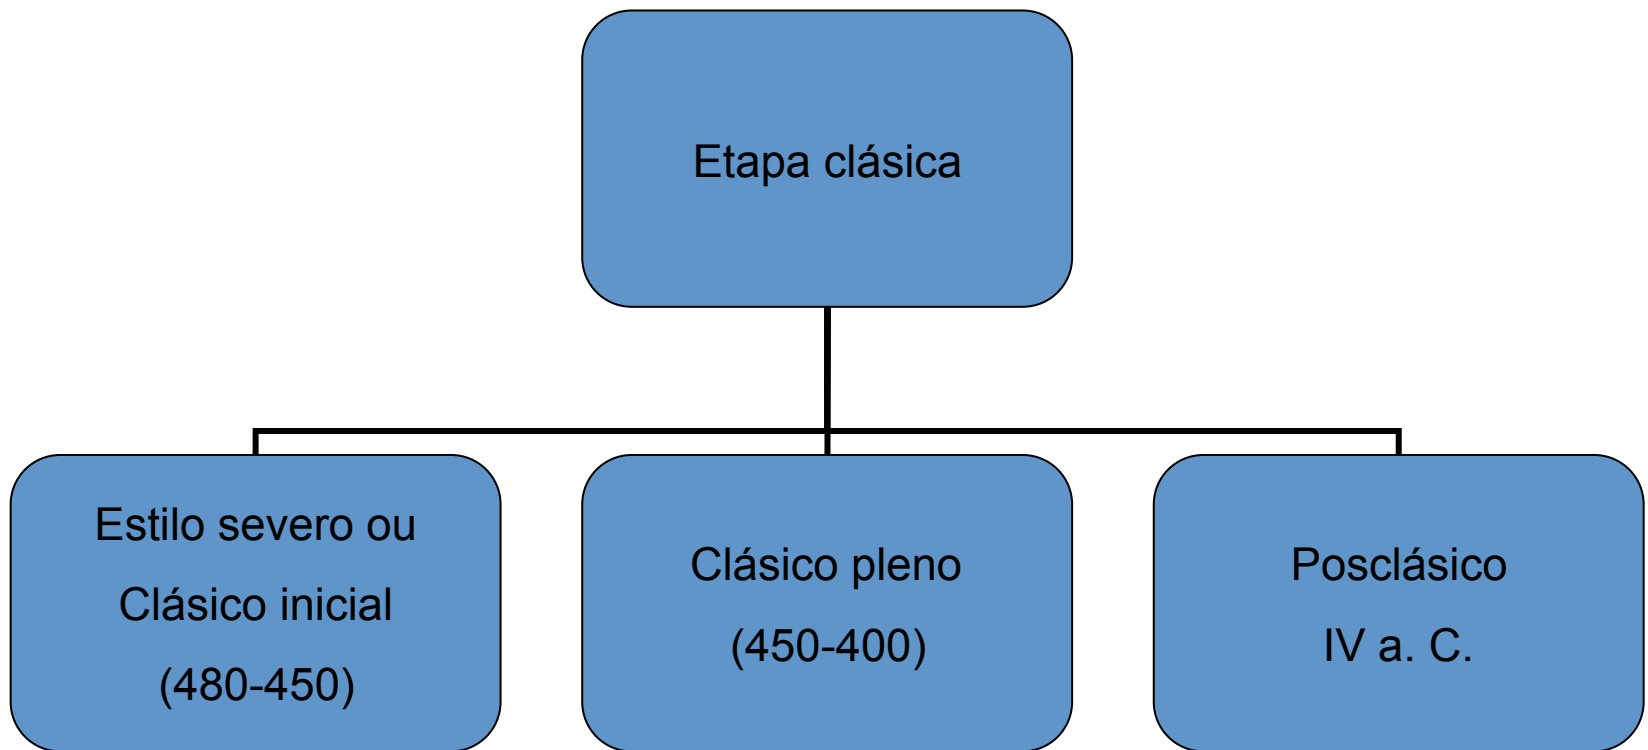 Etapa clásica
Estilo severo ou
Clásico inicial
(480-450)
Clásico pleno
(450-400)
Posclásico
IV a. C.